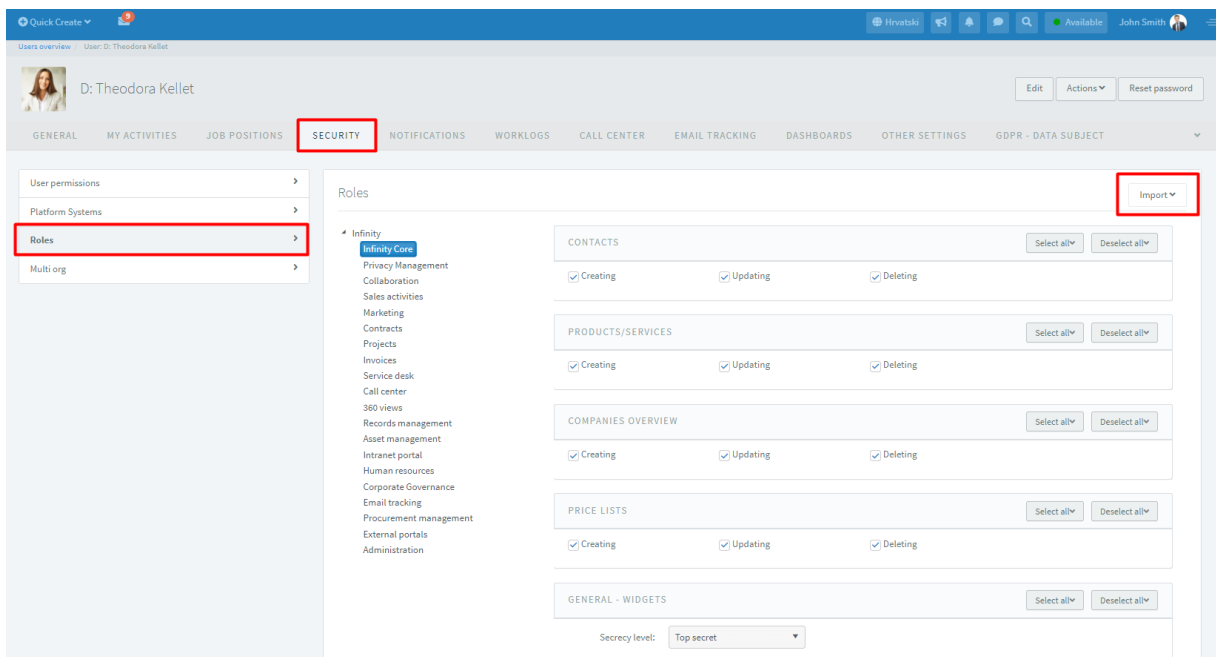 Quick Create
9
Hrvatski
Available
John Smith
Users overview
User: D: Theodora Kellet
D: Theodora Kellet
Edit
Actions
Reset password
GENERAL
MY ACTIVITIES
JOB POSITIONS
SECURITY
NOTIFICATIONS
WORKLOGS
CALL CENTER
EMAIL TRACKING
DASHBOARDS
OTHER SETTINGS
GDPR - DATA SUBJECT
User permissions
Platform Systems
Roles
Multi org
Roles
Import
Infinity
Infinity Core
Privacy Management
Collaboration
Sales activities
Marketing
Contracts
Projects
Invoices
Service desk
Call center
360 views
Records management
Asset management
Intranet portal
Human resources
Corporate Governance
Email tracking
Procurement management
External portals
Administration
CONTACTS
Select all
Deselect all
Creating
Updating
Deleting
PRODUCTS/SERVICES
Select all
Deselect all
Creating
Updating
Deleting
COMPANIES OVERVIEW
Select all
Deselect all
Creating
Updating
Deleting
PRICE LISTS
Select all
Deselect all
Creating
Updating
Deleting
GENERAL - WIDGETS
Select all
Deselect all
Secrecy level:
Top secret